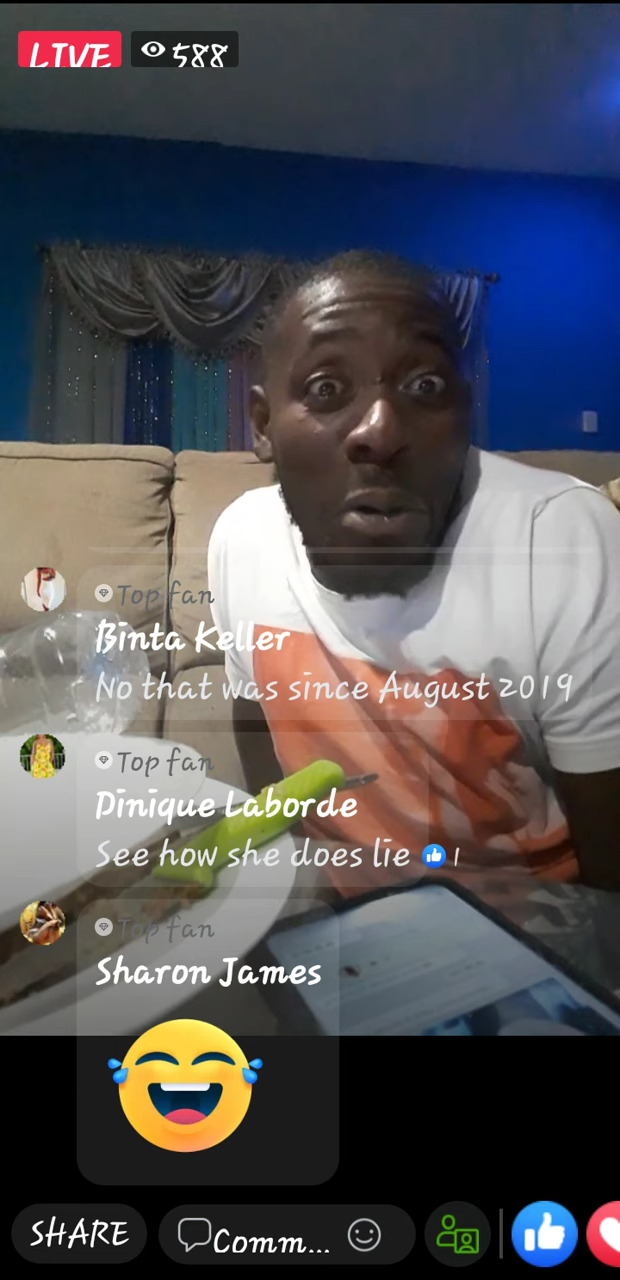 LIVE
588
Top fan
Binta Keller
No that was since August 2019
Top fan
Dinique Laborde
See how she does lie 1
Top fan
Sharon James
SHARE
Comm...